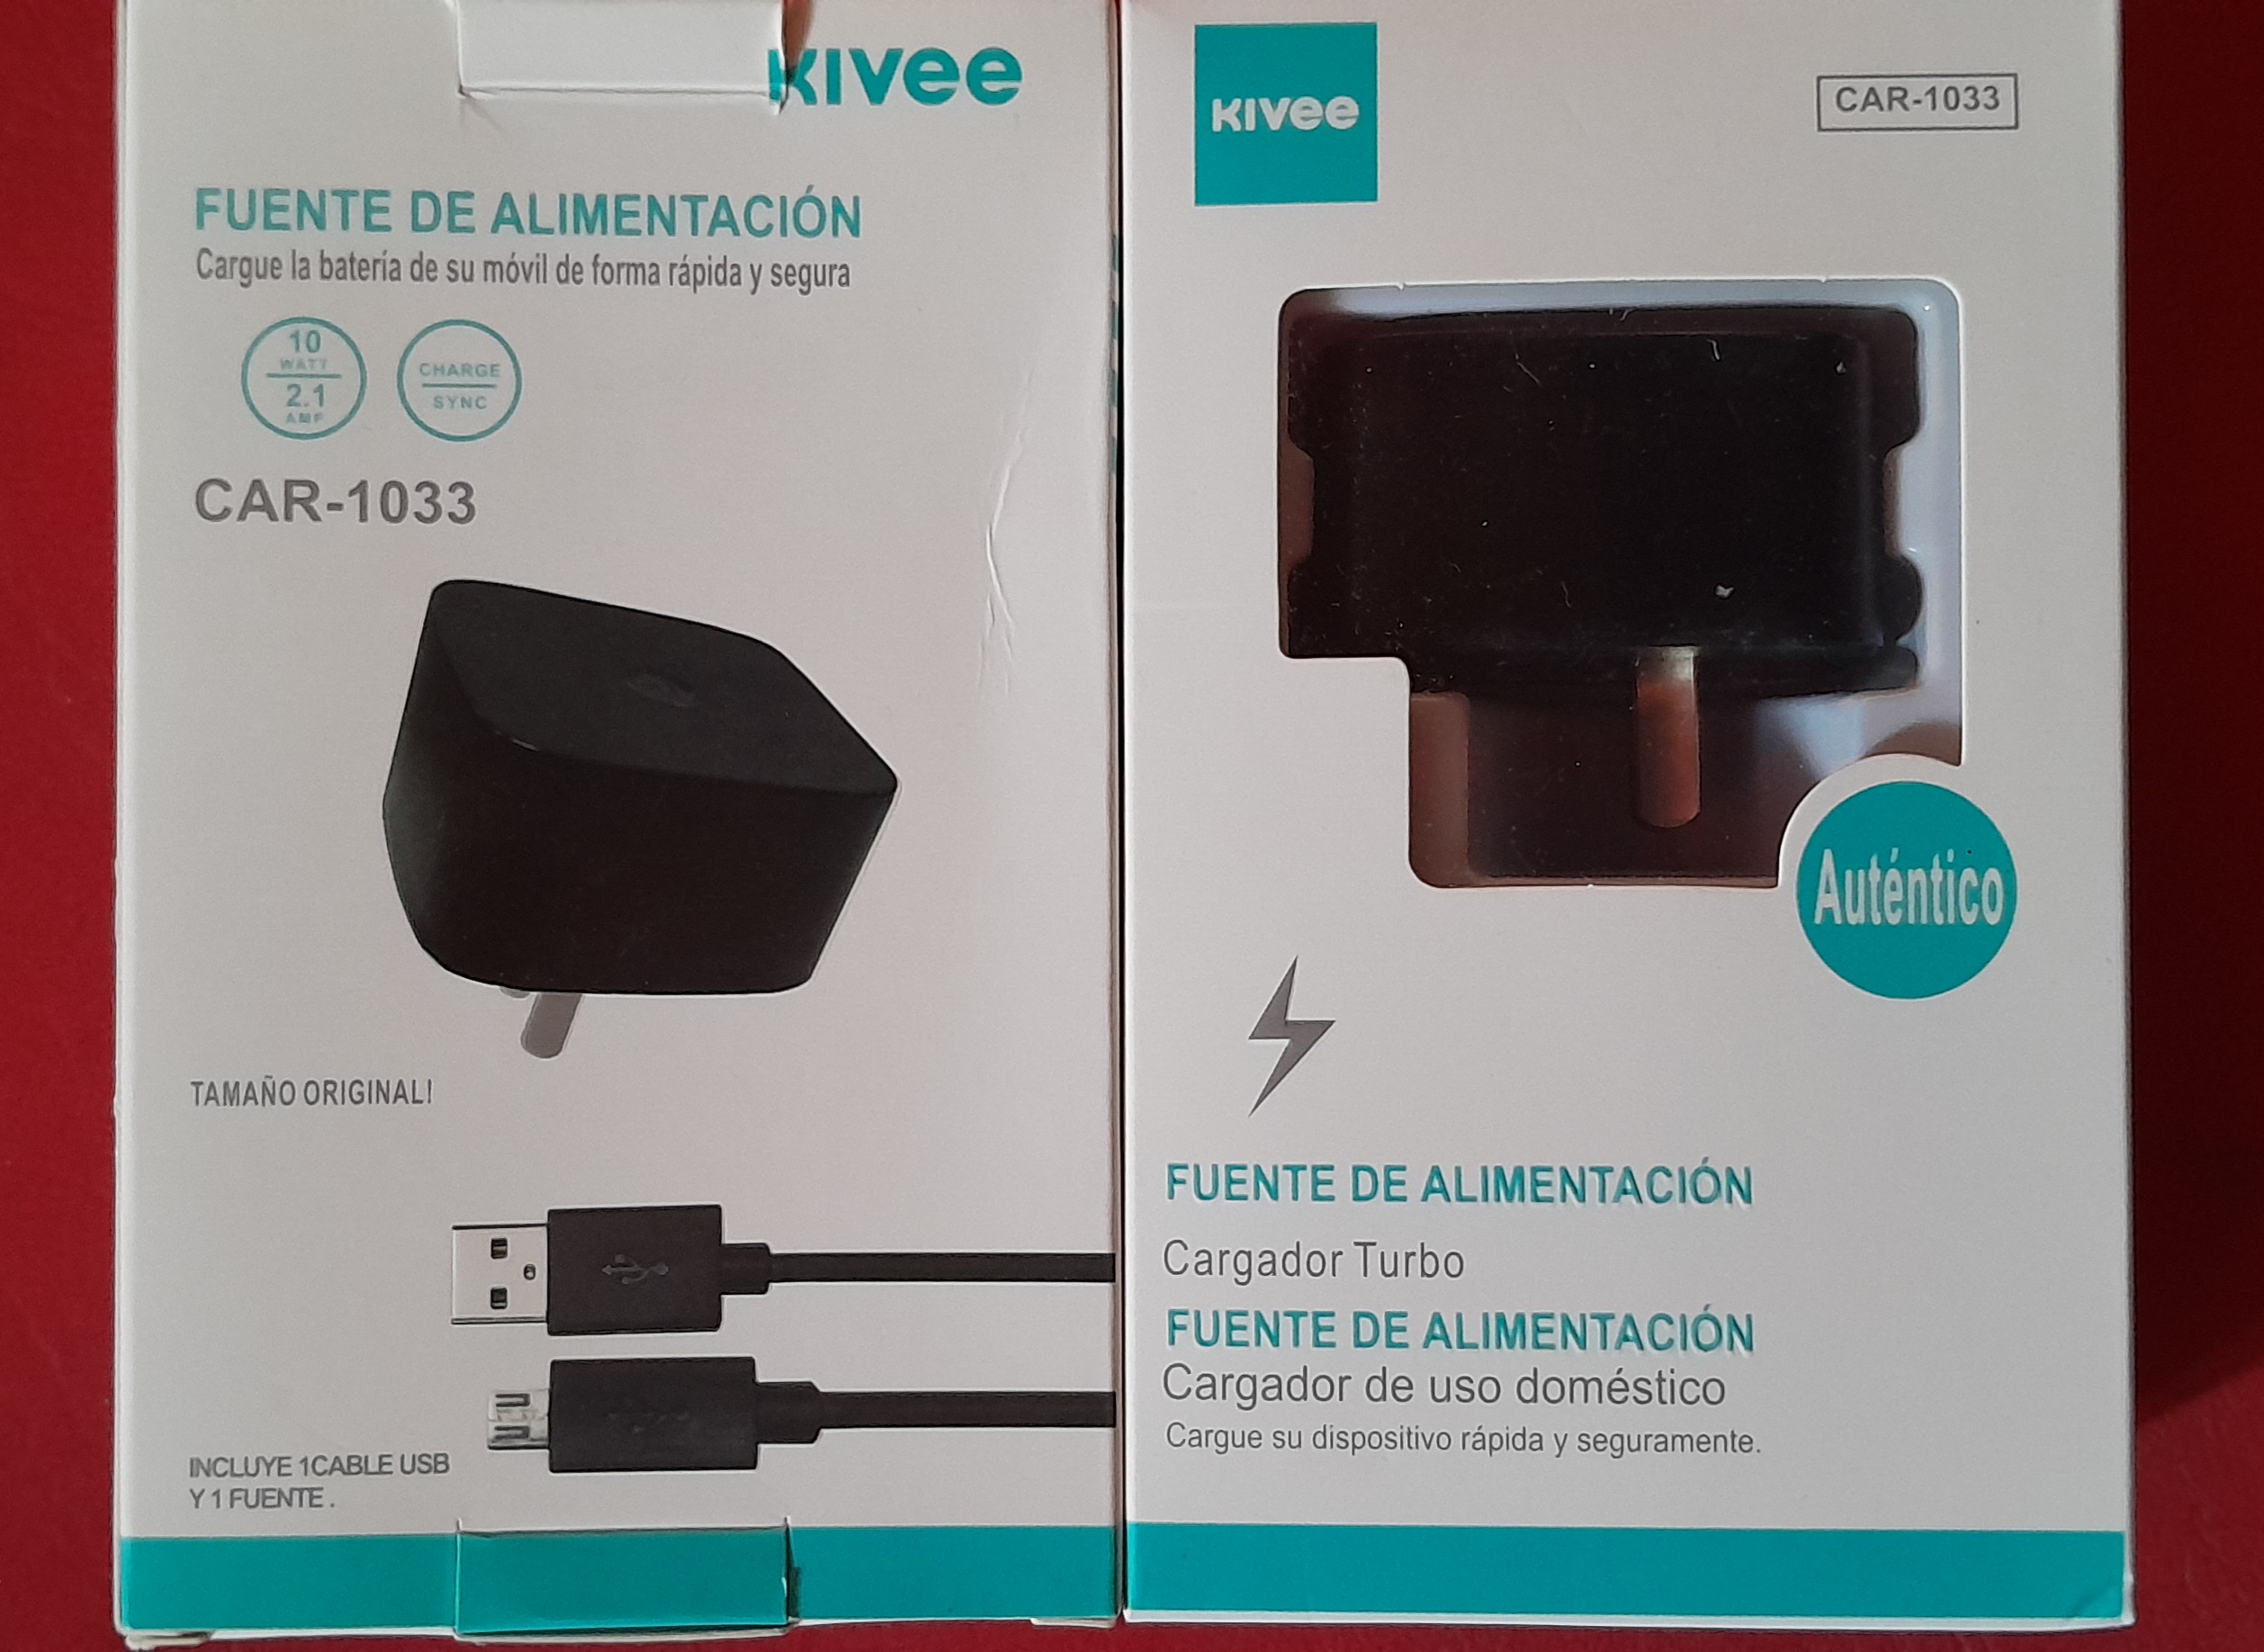 KIVee
FUENTE DE ALIMENTACIÓN
Cargue la batería de su móvil de forma rápida y segura
10
WATT
2.1
AMP
CHARGE
SYNC
CAR-1033
TAMAÑO ORIGINAL!
INCLUYE 1CABLE USB
Y 1 FUENTE .
KIVee
CAR-1033
Auténtico
FUENTE DE ALIMENTACIÓN
Cargador Turbo
FUENTE DE ALIMENTACIÓN
Cargador de uso doméstico
Cargue su dispositivo rápida y seguramente.